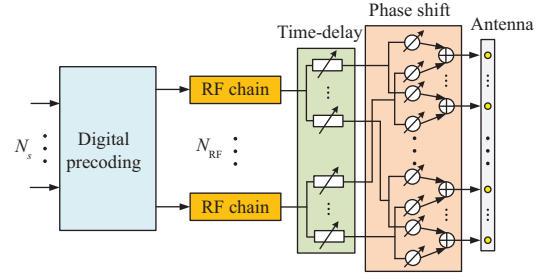 Phase shift
Time-delay
Antenna
RF chain
N_s
Digital
precoding
N_RF
RF chain